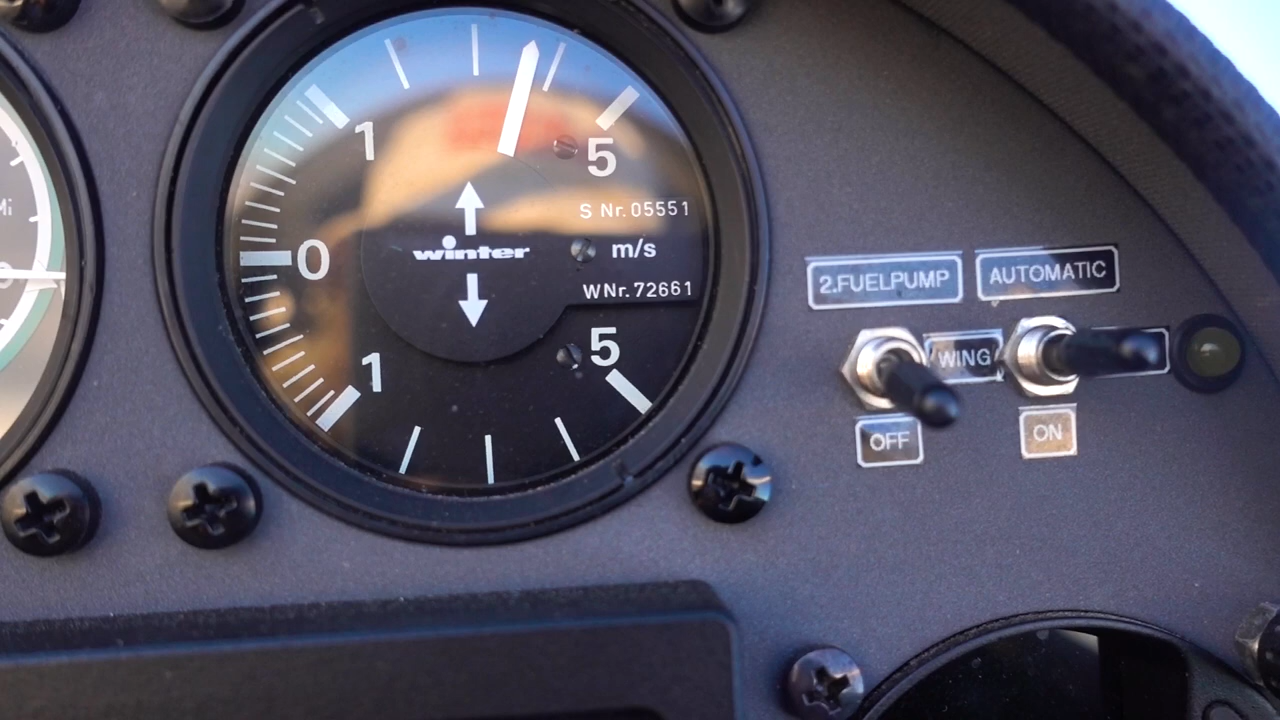 1
5
S Nr. 05551
Mi
winter
m/s
0
WNr. 72661
1
5
2.FUELPUMP
AUTOMATIC
WING
OFF
ON